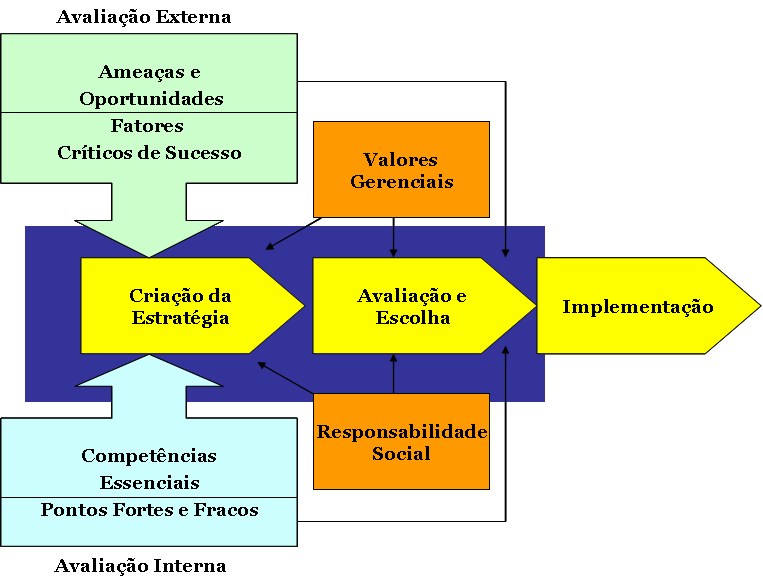 Avaliação Externa
Ameaças e
Oportunidades
Fatores
Críticos de Sucesso
Valores
Gerenciais
Criação da
Estratégia
Avaliação e
Escolha
Implementação
Responsabilidade
Social
Competências
Essenciais
Pontos Fortes e Fracos
Avaliação Interna